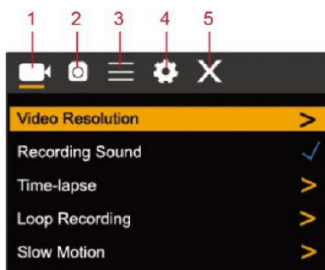 1 2 3 4 5
Video Resolution >
Recording Sound
Time-lapse >
Loop Recording >
Slow Motion >